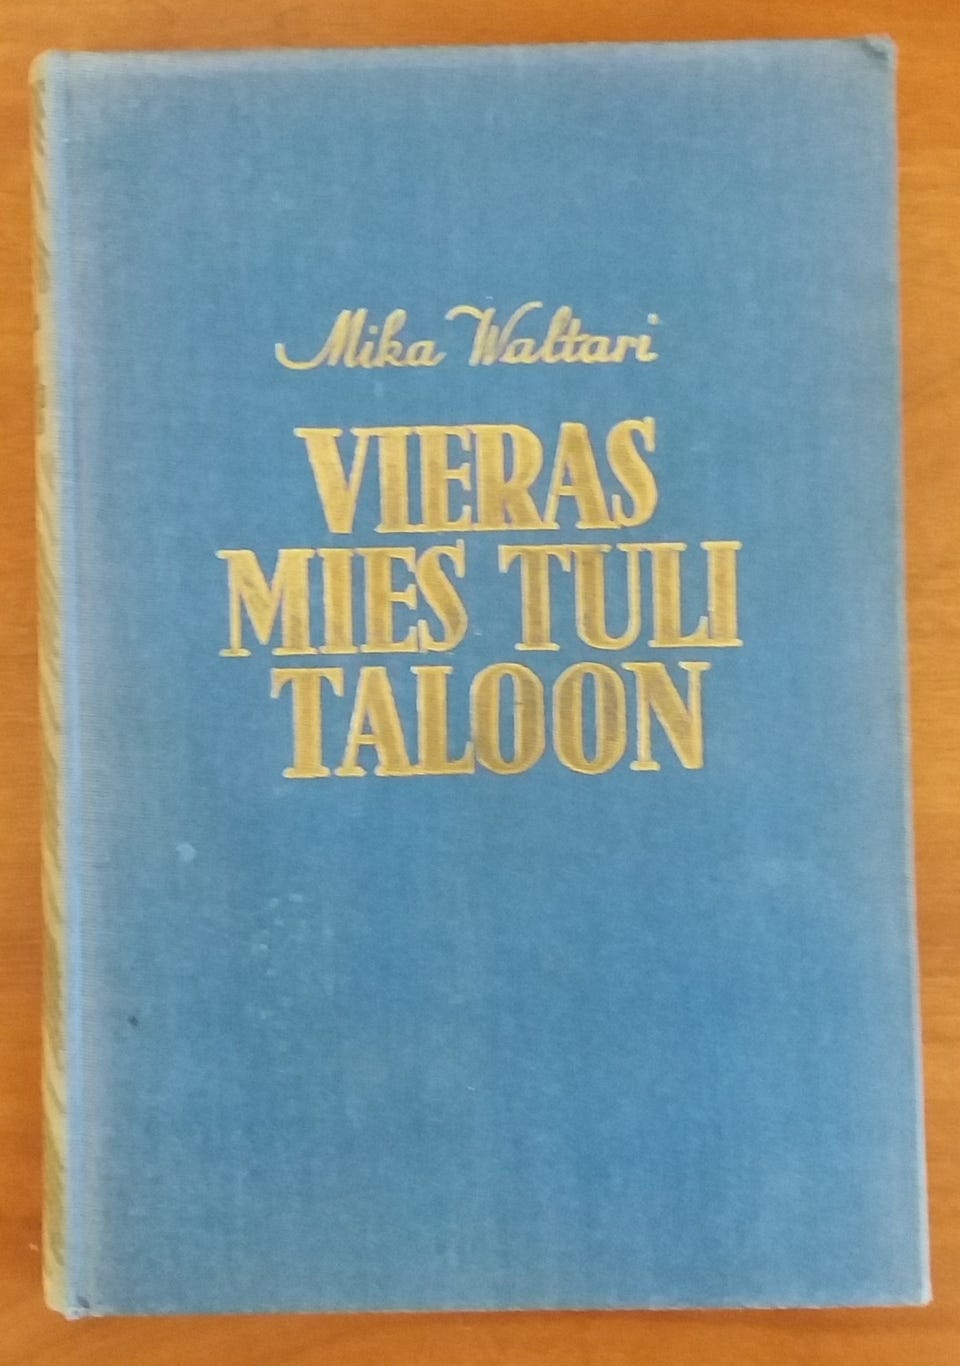 Mika Waltari
VIERAS
MIES TULI
TALOON